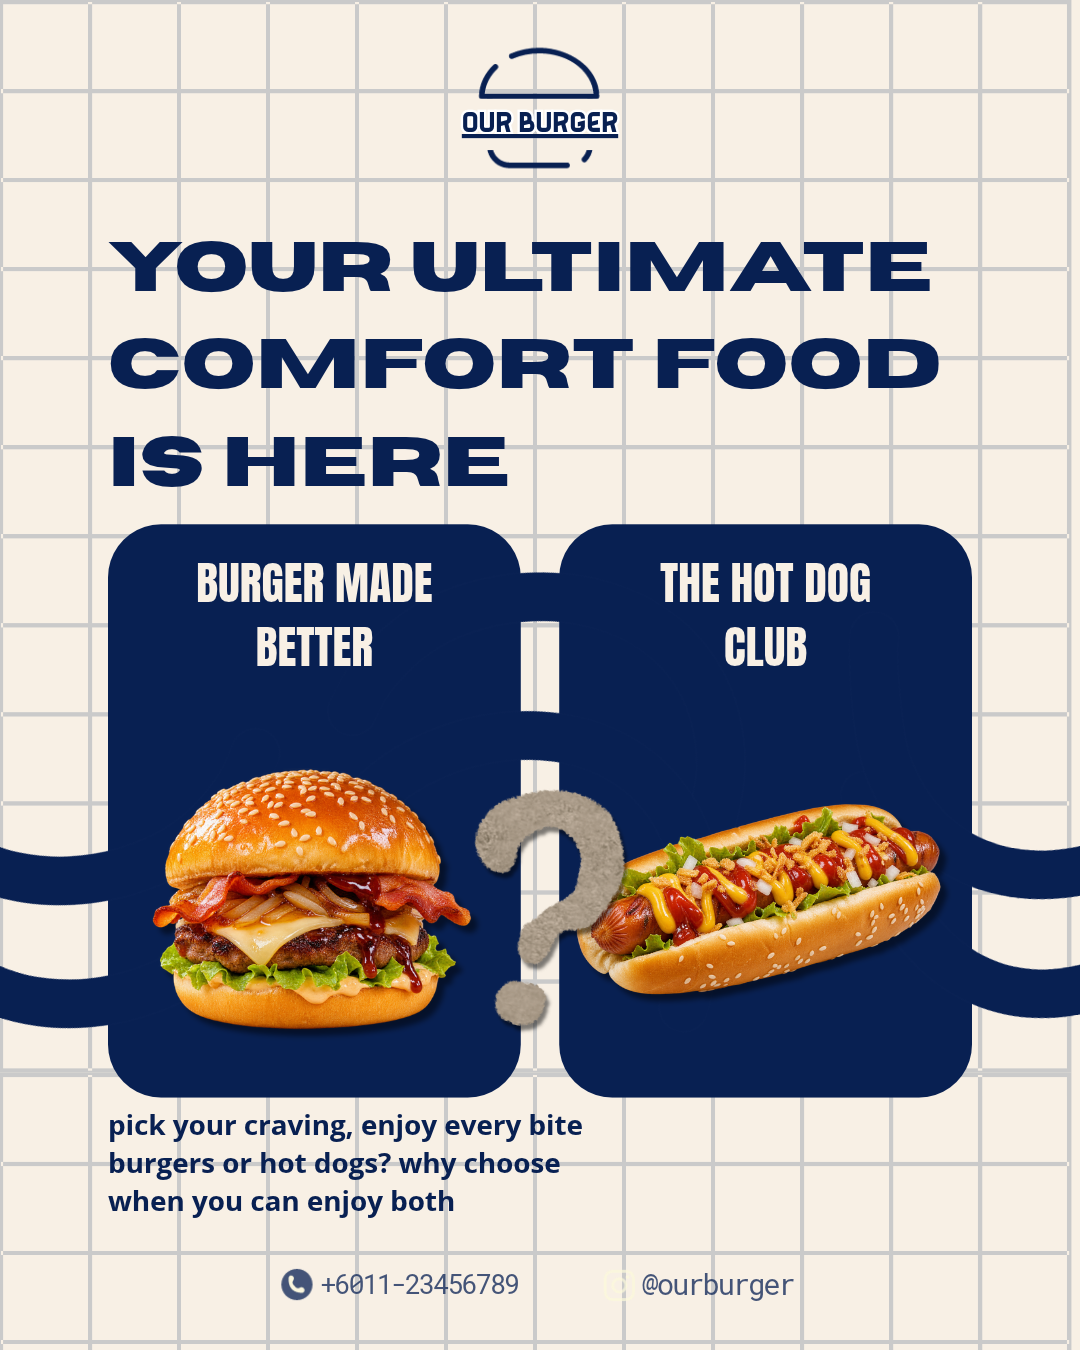 OUR BURGER
YOUR ULTIMATE
COMFORT FOOD
IS HERE
BURGER MADE
BETTER
THE HOT DOG
CLUB
?
pick your craving, enjoy every bite
burgers or hot dogs? why choose
when you can enjoy both
+6011-23456789
@ourburger